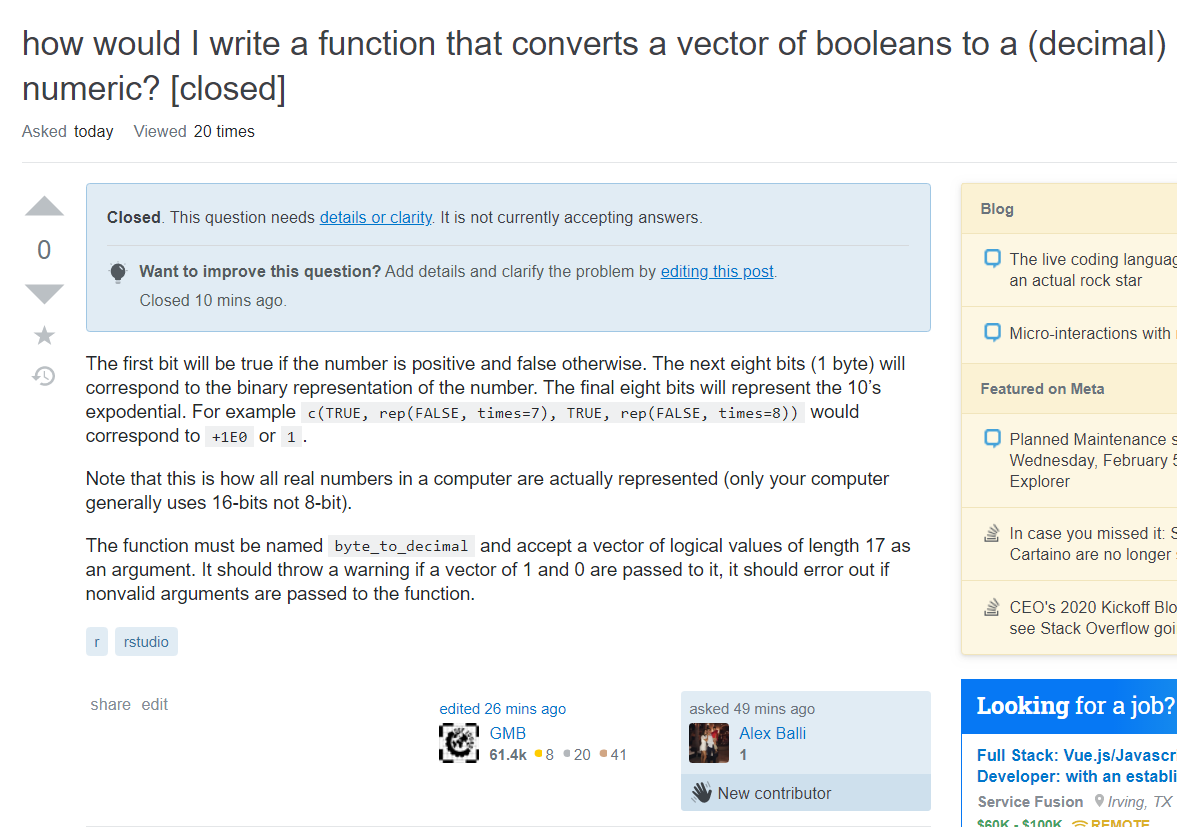 how would I write a function that converts a vector of booleans to a (decimal)
numeric? [closed]
Asked today Viewed 20 times
0
Closed. This question needs details or clarity. It is not currently accepting answers.
Want to improve this question? Add details and clarify the problem by editing this post.
Closed 10 mins ago.
The first bit will be true if the number is positive and false otherwise. The next eight bits (1 byte) will
correspond to the binary representation of the number. The final eight bits will represent the 10's
expodential. For example c(TRUE, rep(FALSE, times=7), TRUE, rep(FALSE, times=8)) would
correspond to +1E0 or 1 .
Note that this is how all real numbers in a computer are actually represented (only your computer
generally uses 16-bits not 8-bit).
The function must be named byte_to_decimal and accept a vector of logical values of length 17 as
an argument. It should throw a warning if a vector of 1 and 0 are passed to it, it should error out if
nonvalid arguments are passed to the function.
r rstudio
share edit
edited 26 mins ago
GMB
61.4k 8 20 41
asked 49 mins ago
Alex Balli
1
New contributor
Blog
The live coding languag
an actual rock star
Micro-interactions with
Featured on Meta
Planned Maintenance s
Wednesday, February 5
Explorer
In case you missed it: S
Cartaino are no longer
CEO's 2020 Kickoff Blo
see Stack Overflow goi
Looking for a job?
Full Stack: Vue.js/Javascri
Developer: with an establi
Service Fusion Irving, TX
$60K - $100K REMOTE